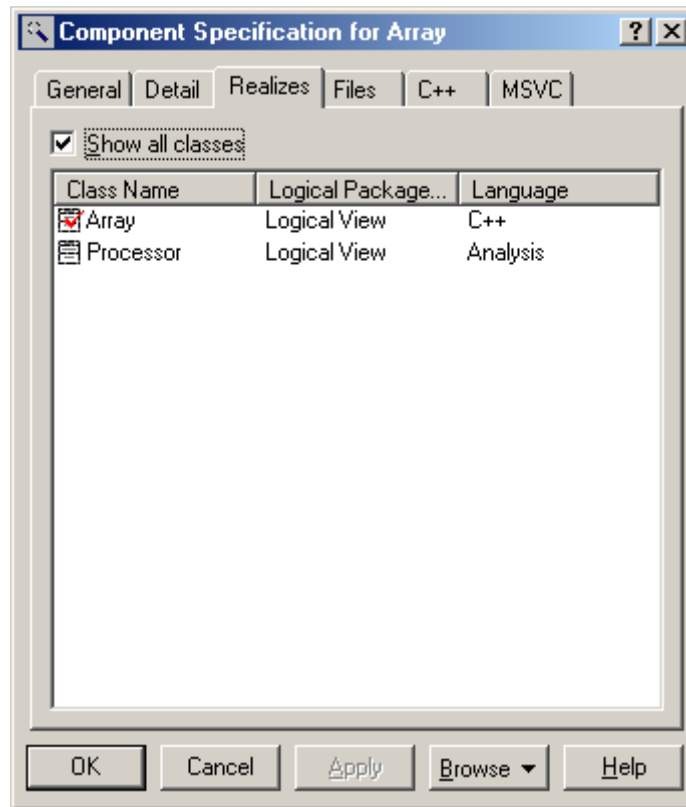 Component Specification for Array
General Detail Realizes Files C++ MSVC
Show all classes
Class Name Logical Package... Language
Array Logical View C++
Processor Logical View Analysis
OK Cancel Apply Browse Help